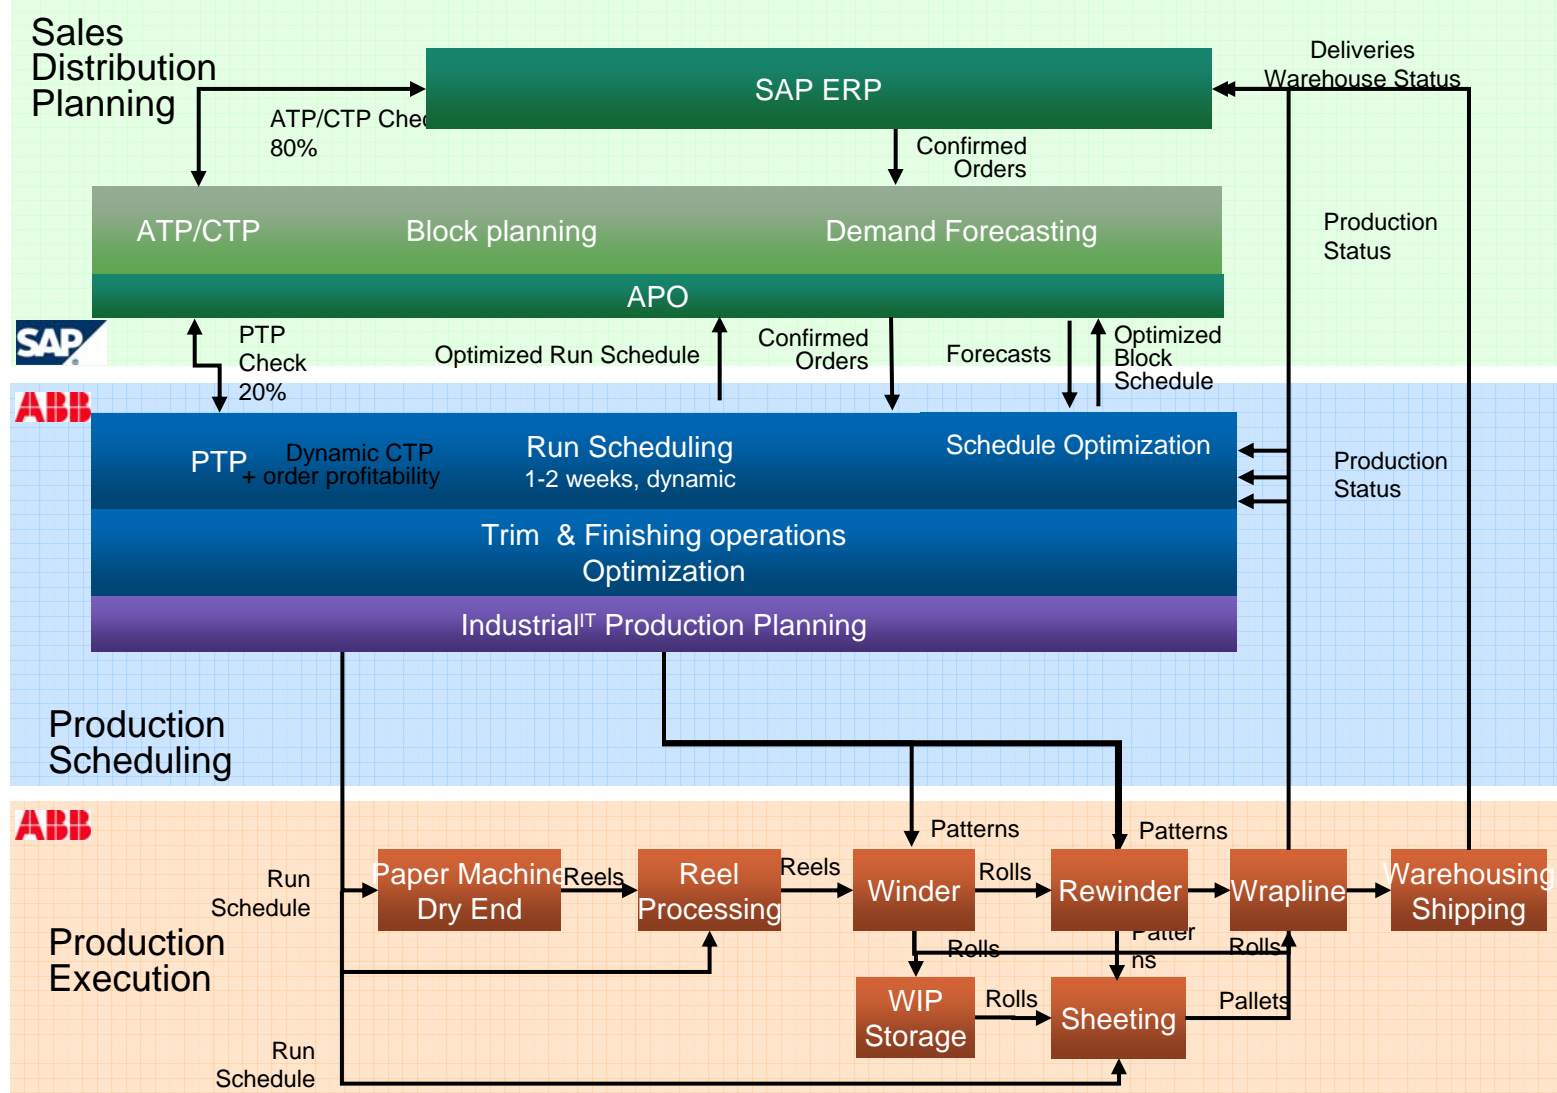 Sales
Distribution
Planning
SAP ERP
Deliveries
Warehouse Status
ATP/CTP Chec
80%
Confirmed
Orders
ATP/CTP
Block planning
Demand Forecasting
Production
Status
APO
SAP
PTP
Check
20%
Optimized Run Schedule
Confirmed
Orders
Forecasts
Optimized
Block
Schedule
ABB
PTP
Dynamic CTP
+ order profitability
Run Scheduling
1-2 weeks, dynamic
Schedule Optimization
Production
Status
Trim & Finishing operations
Optimization
Industrial IT Production Planning
Production
Scheduling
ABB
Patterns
Patterns
Run
Schedule
Paper Machine
Dry End
Reels
Reel
Processing
Reels
Winder
Rolls
Rewinder
Wrapline
Warehousing
Shipping
Production
Execution
Rolls
Patter
ns
Rolls
WIP
Storage
Rolls
Sheeting
Pallets
Run
Schedule